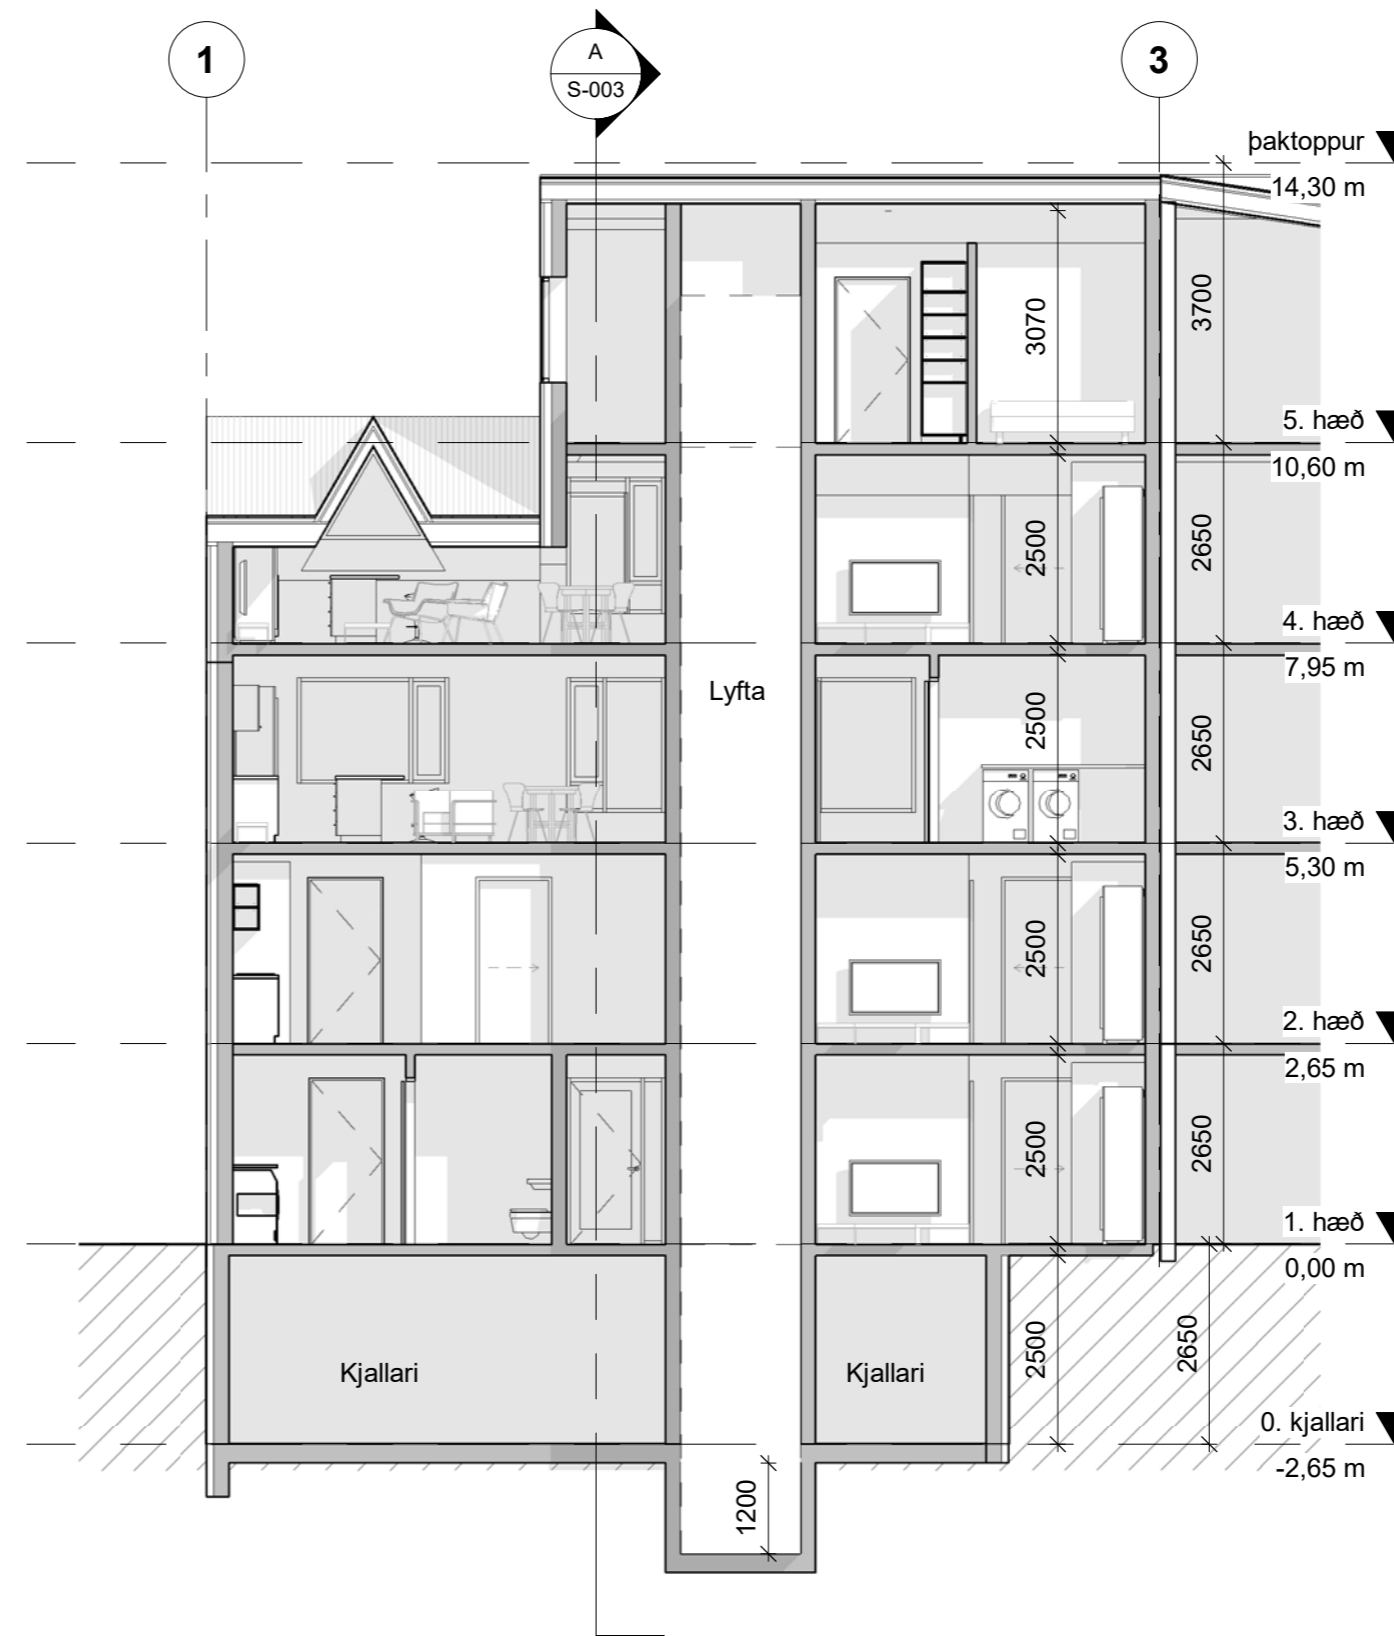 1
A
S-003
3
þaktoppur
14,30 m
3070
3700
5. hæð
10,60 m
2500
2650
4. hæð
7,95 m
Lyfta
2500
2650
3. hæð
5,30 m
2500
2650
2. hæð
2,65 m
2500
2650
1. hæð
0,00 m
Kjallari
Kjallari
2500
2650
0. kjallari
-2,65 m
1200